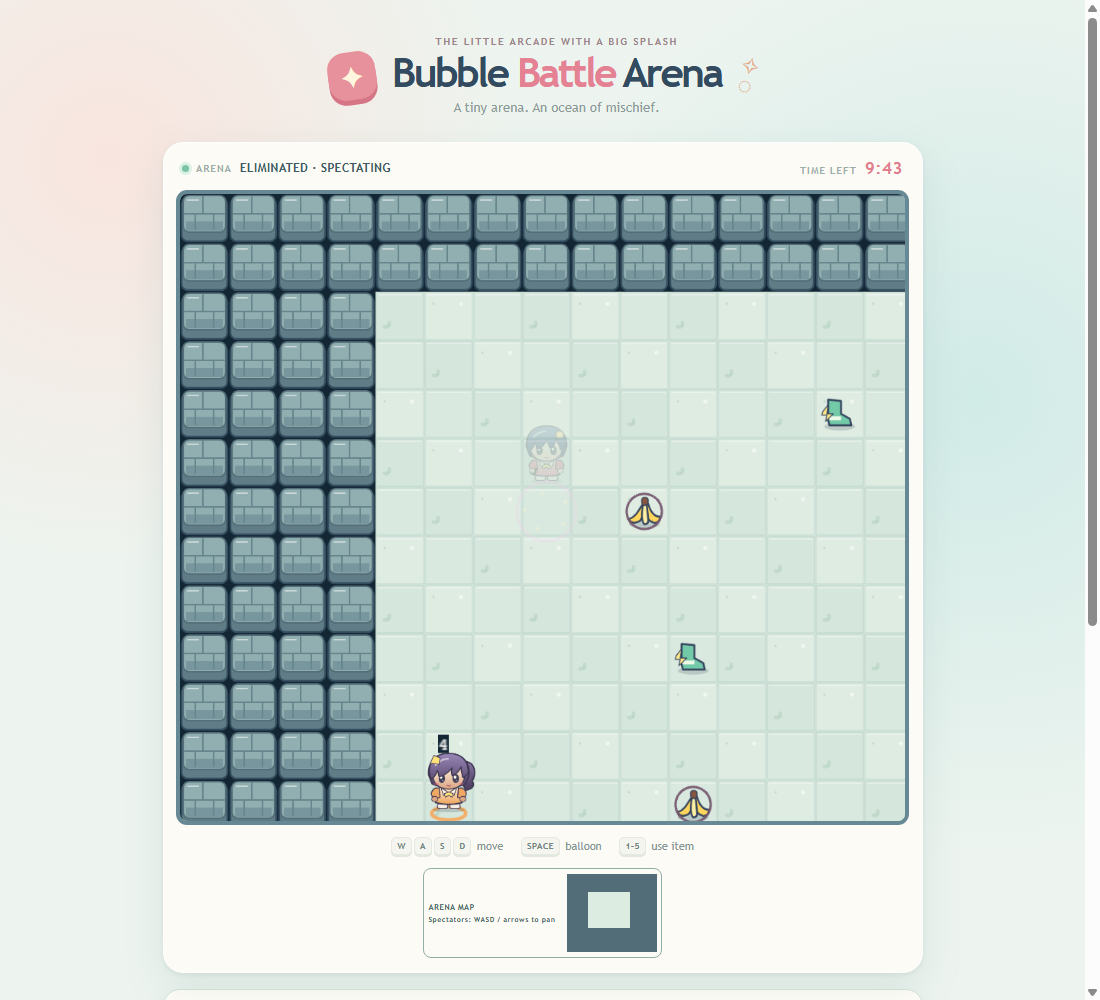 THE LITTLE ARCADE WITH A BIG SPLASH
Bubble Battle Arena
A tiny arena. An ocean of mischief.
ARENA ELIMINATED · SPECTATING
TIME LEFT 9:43
4
W A S D move SPACE balloon 1-5 use item
ARENA MAP
Spectators: WASD / arrows to pan